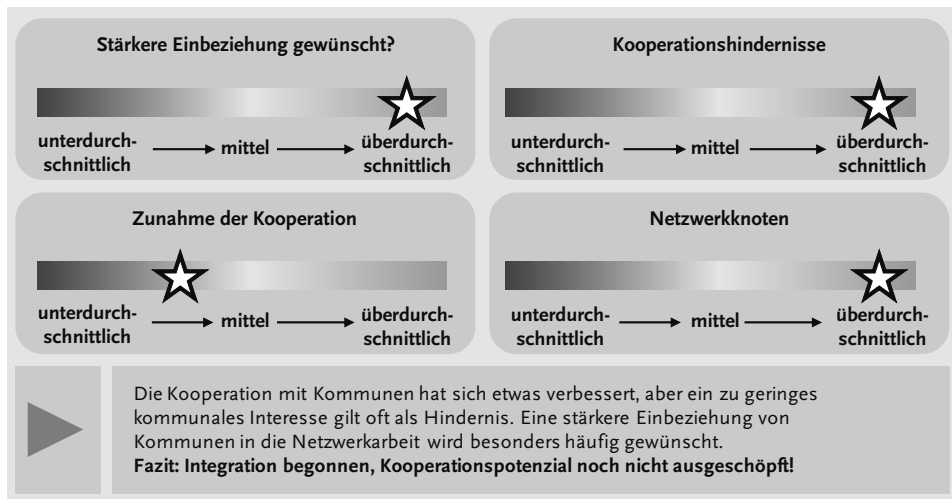 Stärkere Einbeziehung gewünscht?
unterdurch-
schnittlich
mittel
überdurch-
schnittlich
Kooperationshindernisse
unterdurch-
schnittlich
mittel
überdurch-
schnittlich
Zunahme der Kooperation
unterdurch-
schnittlich
mittel
überdurch-
schnittlich
Netzwerkknoten
unterdurch-
schnittlich
mittel
überdurch-
schnittlich
Die Kooperation mit Kommunen hat sich etwas verbessert, aber ein zu geringes
kommunales Interesse gilt oft als Hindernis. Eine stärkere Einbeziehung von
Kommunen in die Netzwerkarbeit wird besonders häufig gewünscht.
Fazit: Integration begonnen, Kooperationspotenzial noch nicht ausgeschöpft!